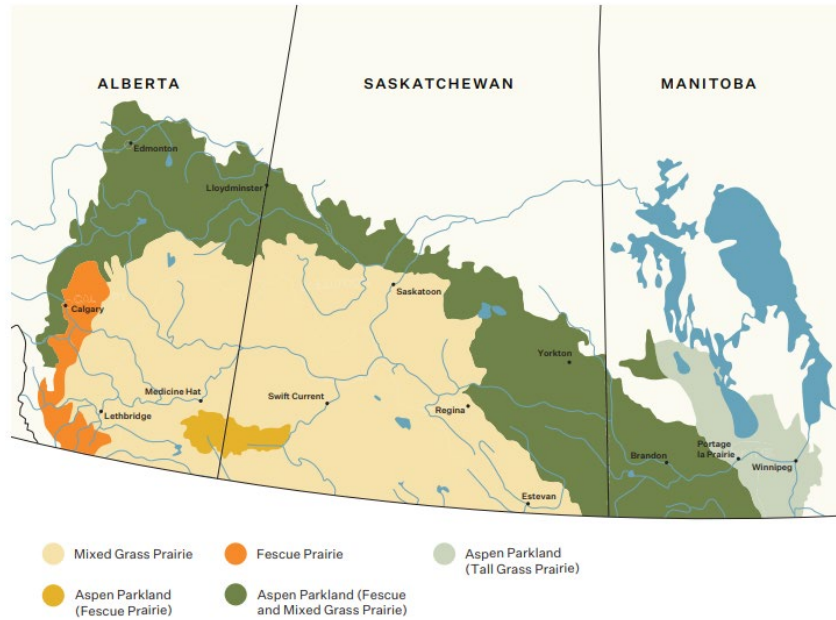 ALBERTA
SASKATCHEWAN
MANITOBA
Edmonton
Lloydminster
Calgary
Saskatoon
Yorkton
Medicine Hat
Swift Current
Lethbridge
Regina
Brandon
Portage
la Prairie
Winnipeg
Estevan
Mixed Grass Prairie
Fescue Prairie
Aspen Parkland
(Tall Grass Prairie)
Aspen Parkland
(Fescue Prairie)
Aspen Parkland (Fescue
and Mixed Grass Prairie)